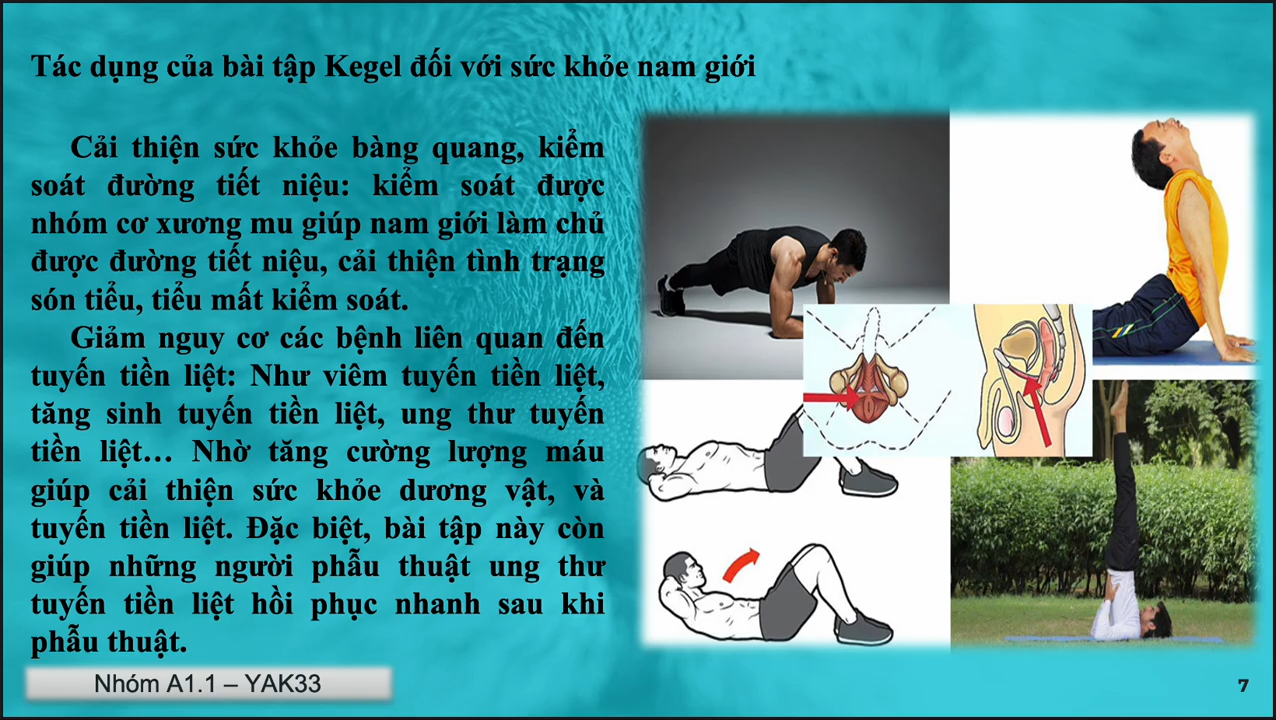 Tác dụng của bài tập Kegel đối với sức khỏe nam giới
Cải thiện sức khỏe bàng quang, kiểm
soát đường tiết niệu: kiểm soát được
nhóm cơ xương mu giúp nam giới làm chủ
được đường tiết niệu, cải thiện tình trạng
són tiểu, tiểu mất kiểm soát.
Giảm nguy cơ các bệnh liên quan đến
tuyến tiền liệt: Như viêm tuyến tiền liệt,
tăng sinh tuyến tiền liệt, ung thư tuyến
tiền liệt… Nhờ tăng cường lượng máu
giúp cải thiện sức khỏe dương vật, và
tuyến tiền liệt. Đặc biệt, bài tập này còn
giúp những người phẫu thuật ung thư
tuyến tiền liệt hồi phục nhanh sau khi
phẫu thuật.
Nhóm A1.1 – YAK33
7